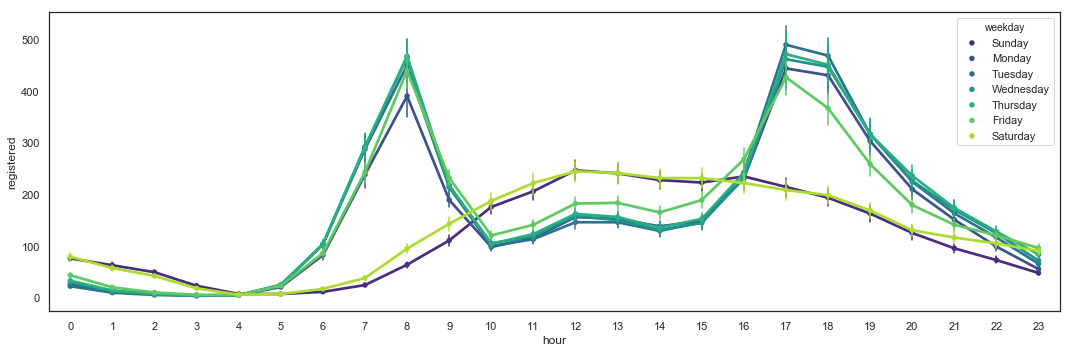 weekday
Sunday
Monday
Tuesday
Wednesday
Thursday
Friday
Saturday
500
400
300
200
100
0
registered
0 1 2 3 4 5 6 7 8 9 10 11 12 13 14 15 16 17 18 19 20 21 22 23
hour